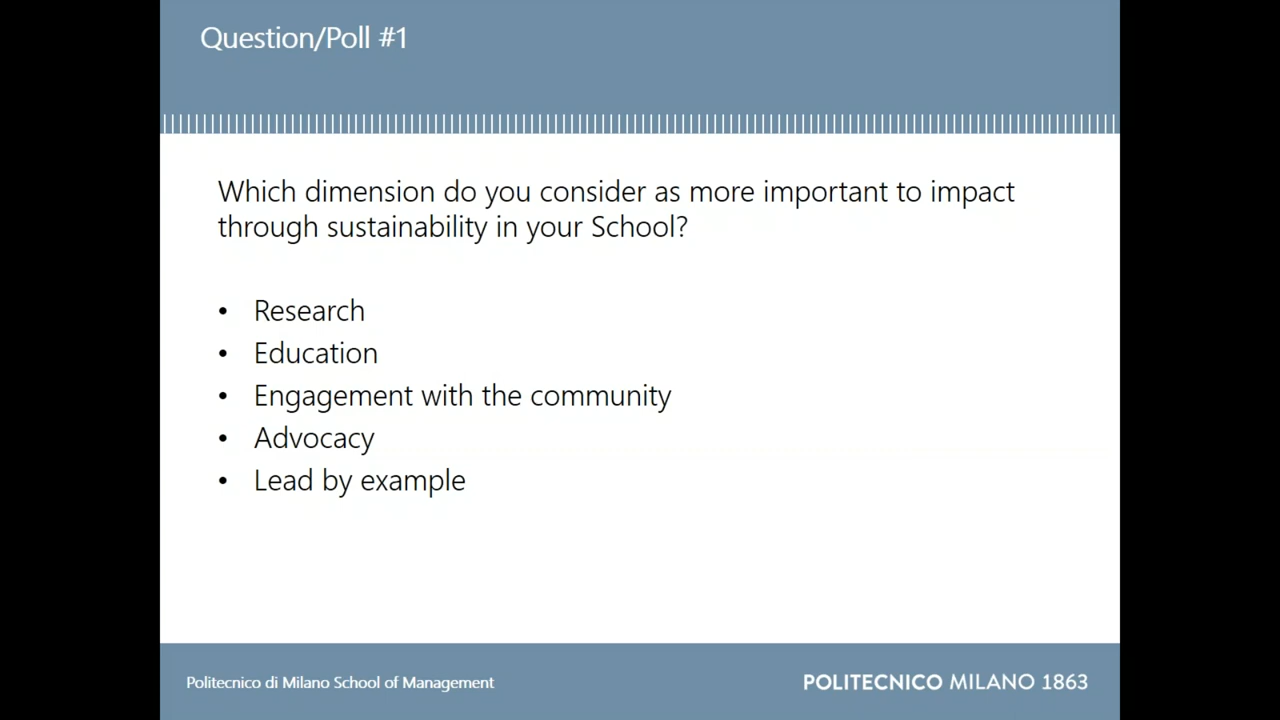 Question/Poll #1
Which dimension do you consider as more important to impact
through sustainability in your School?
• Research
• Education
• Engagement with the community
• Advocacy
• Lead by example
Politecnico di Milano School of Management
POLITECNICO MILANO 1863